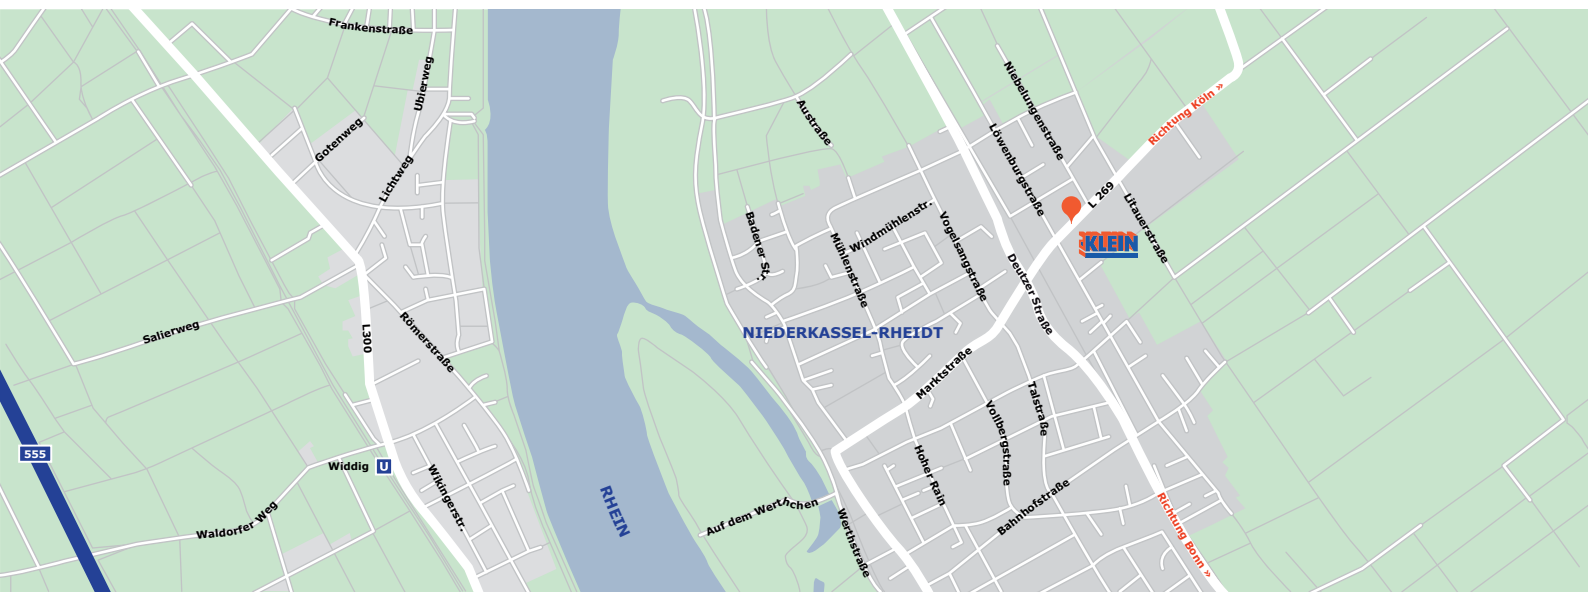 Frankenstraße
Ubierweg
Gotenweg
Lichtweg
Salierweg
L300
Römerstraße
555
Widdig U
Wikingerstr.
Waldorfer Weg
RHEIN
Austraße
Niebelungenstraße
Löwenburgstraße
Richtung Köln »
L 269
Litauerstraße
KLEIN
Badener Str.
Mühlenstraße
Windmühlenstr.
Vogelsangstraße
Deutzer Straße
NIEDERKASSEL-RHEIDT
Marktstraße
Talstraße
Vollbergstraße
Hoher Rain
Bahnhofstraße
Auf dem Werthchen
Werthstraße
Richtung Bonn »